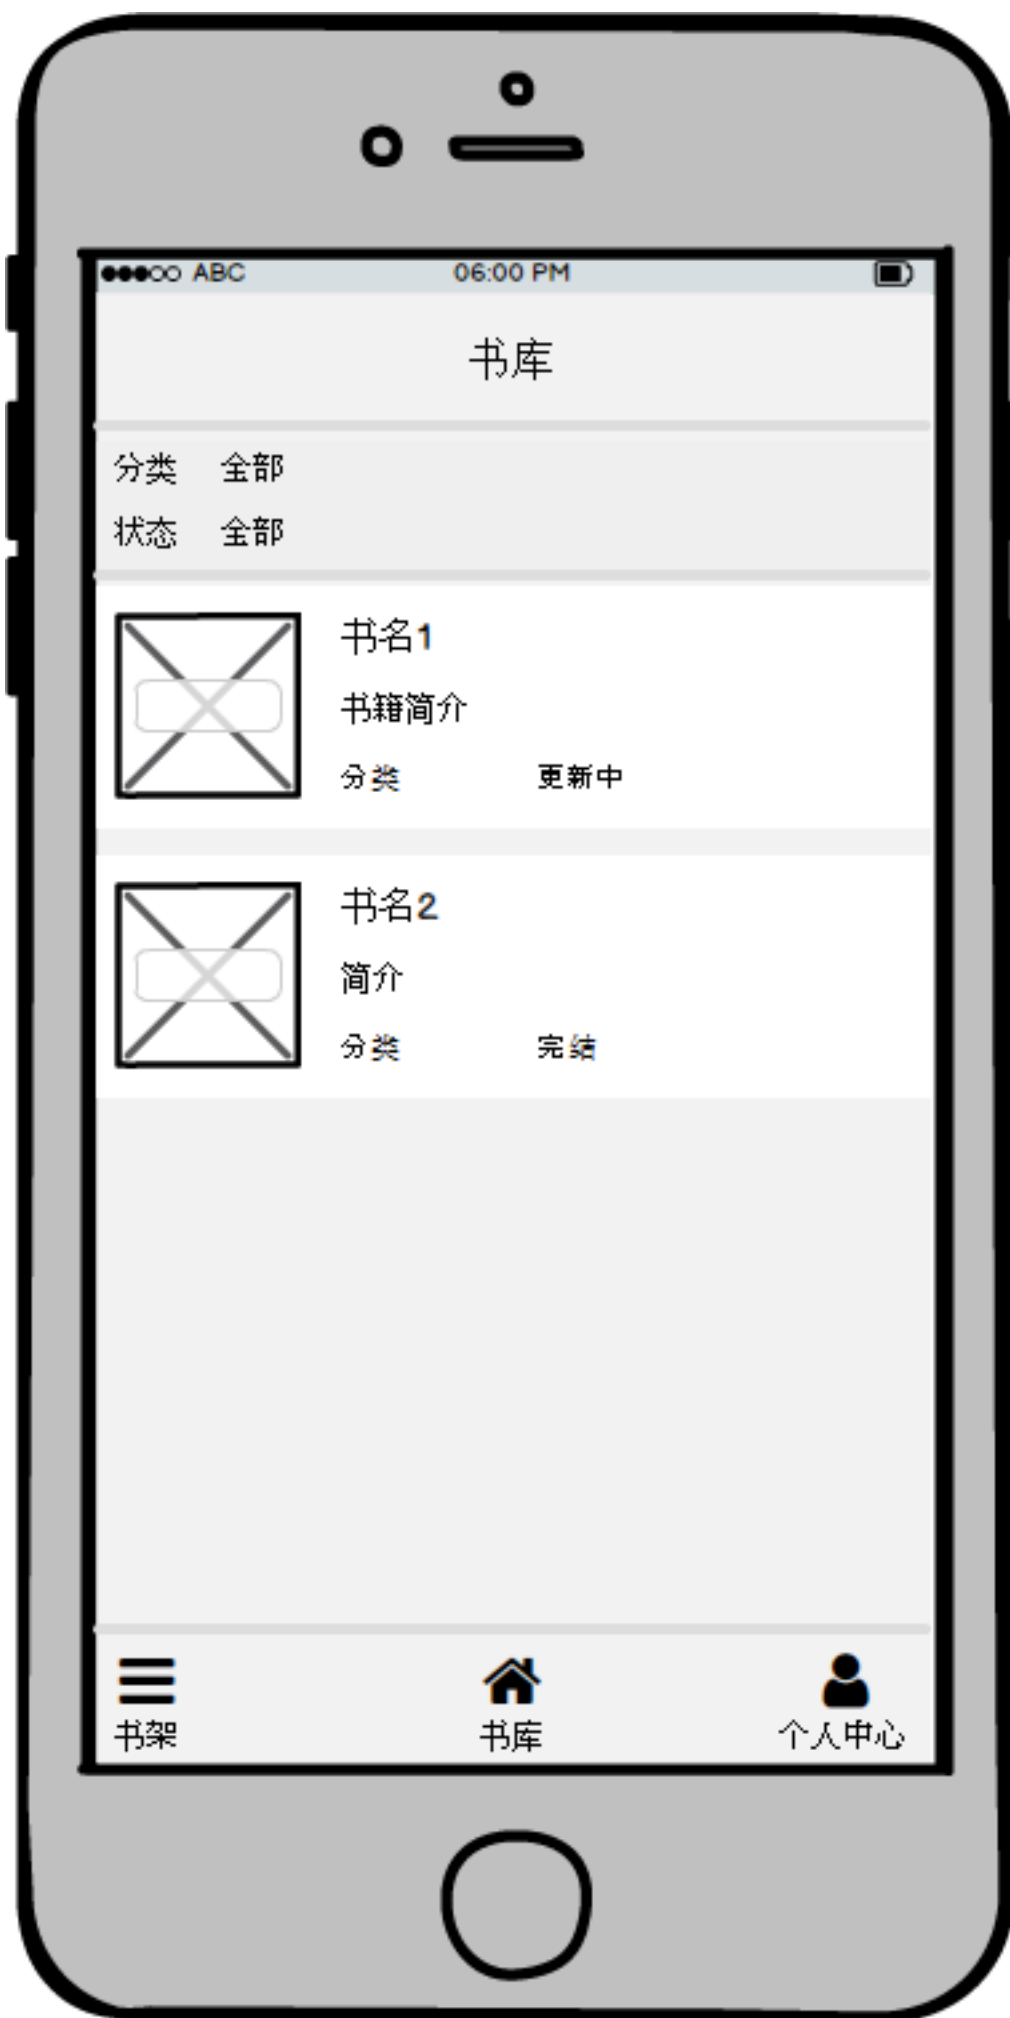 ABC 06:00 PM
书库
分类 全部
状态 全部
书名1
书籍简介
分类 更新中
书名2
简介
分类 完结
书架 书库 个人中心